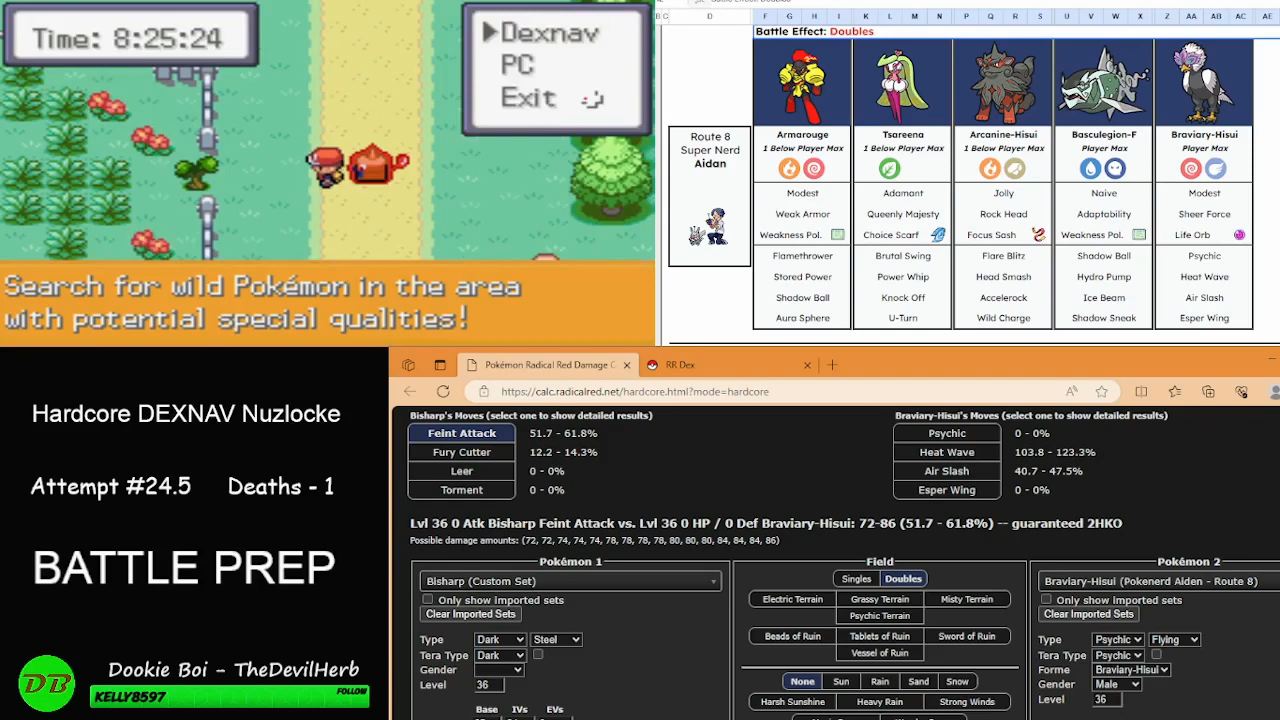 Time: 8:25:24
Dexnav
PC
Exit
Search for wild Pokémon in the area
with potential special qualities!
B C D F G H I K L M N P Q R S U V W X Z AA AB AC AE
Battle Effect: Doubles
Route 8
Super Nerd
Aidan
Armarouge Tsareena Arcanine-Hisui Basculegion-F Braviary-Hisui
1 Below Player Max 1 Below Player Max 1 Below Player Max Player Max Player Max
Modest Adamant Jolly Naive Modest
Weak Armor Queenly Majesty Rock Head Adaptability Sheer Force
Weakness Pol. Choice Scarf Focus Sash Weakness Pol. Life Orb
Flamethrower Brutal Swing Flare Blitz Shadow Ball Psychic
Stored Power Power Whip Head Smash Hydro Pump Heat Wave
Shadow Ball Knock Off Accelerock Ice Beam Air Slash
Aura Sphere U-Turn Wild Charge Shadow Sneak Esper Wing
Hardcore DEXNAV Nuzlocke
Attempt #24.5 Deaths - 1
BATTLE PREP
DB
Dookie Boi - TheDevilHerb
KELLY8597 FOLLOW
Pokémon Radical Red Damage C
RR Dex
https://calc.radicalred.net/hardcore.html?mode=hardcore
Bisharp's Moves (select one to show detailed results) Braviary-Hisui's Moves (select one to show detailed results)
Feint Attack 51.7 - 61.8% Psychic 0 - 0%
Fury Cutter 12.2 - 14.3% Heat Wave 103.8 - 123.3%
Leer 0 - 0% Air Slash 40.7 - 47.5%
Torment 0 - 0% Esper Wing 0 - 0%
Lvl 36 0 Atk Bisharp Feint Attack vs. Lvl 36 0 HP / 0 Def Braviary-Hisui: 72-86 (51.7 - 61.8%) -- guaranteed 2HKO
Possible damage amounts: (72, 72, 74, 74, 74, 78, 78, 78, 78, 80, 80, 80, 84, 84, 84, 86)
Pokémon 1 Field Pokémon 2
Bisharp (Custom Set) Singles Doubles Braviary-Hisui (Pokenerd Aiden - Route 8)
Only show imported sets Electric Terrain Grassy Terrain Misty Terrain Only show imported sets
Clear Imported Sets Psychic Terrain Clear Imported Sets
Type Dark Steel Beads of Ruin Tablets of Ruin Sword of Ruin Type Psychic Flying
Tera Type Dark Vessel of Ruin Tera Type Psychic
Gender Forme Braviary-Hisui
Level 36 None Sun Rain Sand Snow Gender Male
Harsh Sunshine Heavy Rain Strong Winds Level 36
Base IVs EVs Base IVs EVs